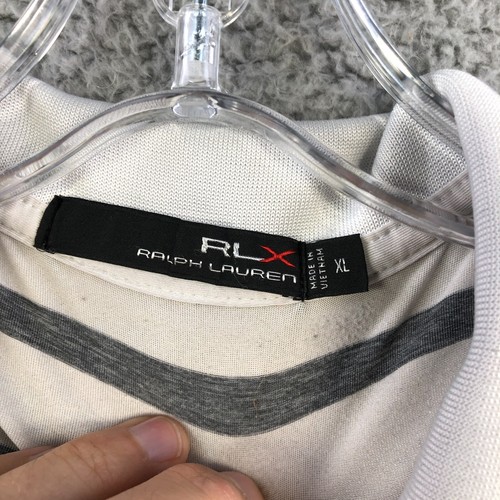 RLX
RALPH LAUREN
MADE IN
VIETNAM
XL